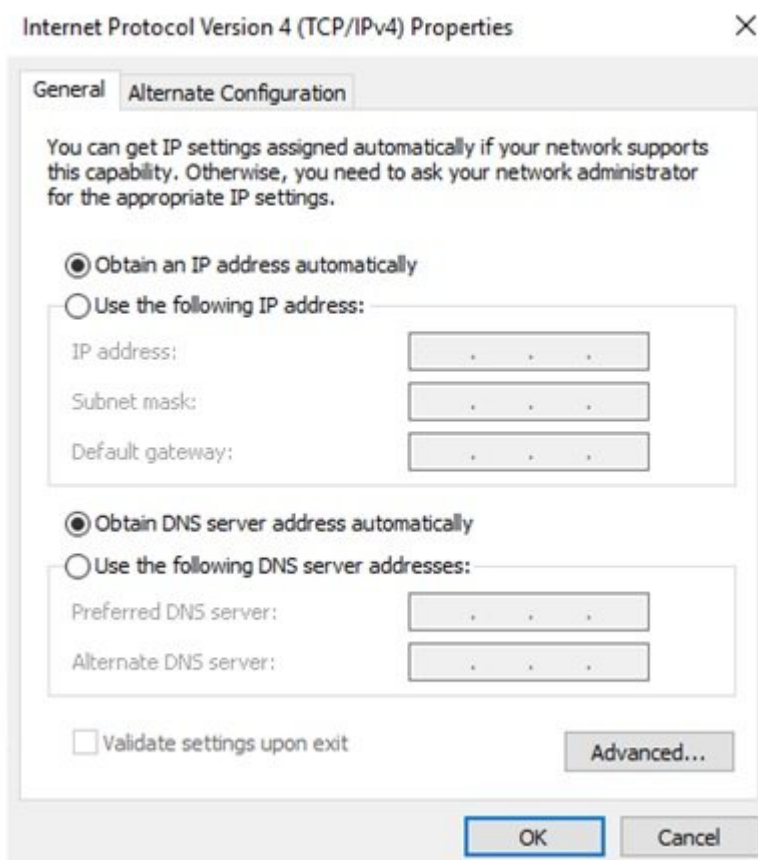 Internet Protocol Version 4 (TCP/IPv4) Properties
General
Alternate Configuration
You can get IP settings assigned automatically if your network supports
this capability. Otherwise, you need to ask your network administrator
for the appropriate IP settings.
Obtain an IP address automatically
Use the following IP address:
IP address:
Subnet mask:
Default gateway:
Obtain DNS server address automatically
Use the following DNS server addresses:
Preferred DNS server:
Alternate DNS server:
Validate settings upon exit
Advanced...
OK
Cancel